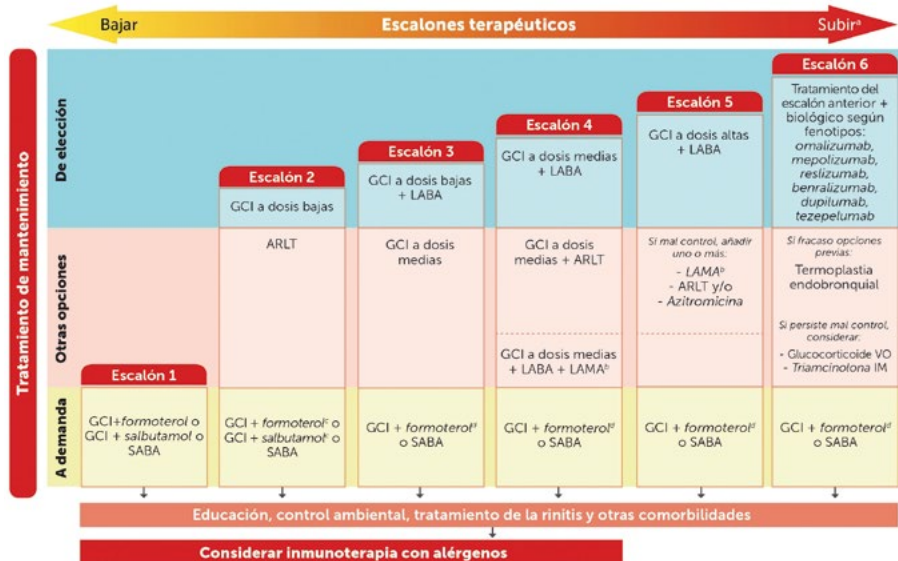 Bajar
Escalones terapéuticos
Subirª
Tratamiento de mantenimiento
De elección
Escalón 2
GCI a dosis bajas
Escalón 3
GCI a dosis bajas
+ LABA
Escalón 4
GCI a dosis medias
+ LABA
Escalón 5
GCI a dosis altas
+ LABA
Escalón 6
Tratamiento del
escalón anterior +
biológico según
fenotipos:
omalizumab,
mepolizumab,
reslizumab,
benralizumab,
dupilumab,
tezepelumab
Otras opciones
ARLT
GCI a dosis
medias
GCI a dosis
medias + ARLT
GCI a dosis medias
+ LABA + LAMAᵇ
Si mal control, añadir
uno o más:
- LAMAᵇ
- ARLT y/o
- Azitromicina
Si fracaso opciones
previas:
Termoplastia
endobronquial
Si persiste mal control,
considerar:
- Glucocorticoide VO
- Triamcinolona IM
A demanda
Escalón 1
GCI+formoterol o
GCI + salbutamol o
SABA
GCI + formoterolᶜ o
GCI + salbutamolᶜ o
SABA
GCI + formoterolᵈ
o SABA
GCI + formoterolᵈ
o SABA
GCI + formoterolᵈ
o SABA
GCI + formoterolᵈ
o SABA
Educación, control ambiental, tratamiento de la rinitis y otras comorbilidades
Considerar inmunoterapia con alérgenos